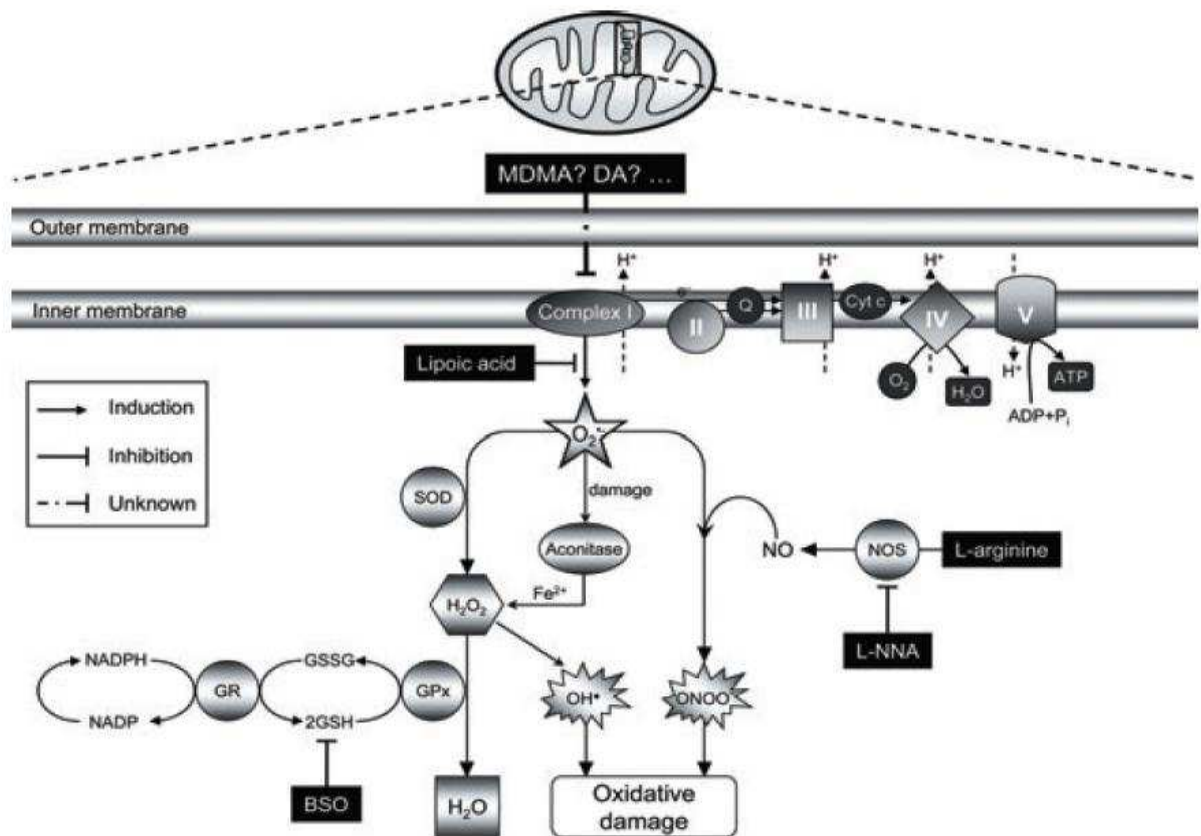 MDMA? DA? ...
Outer membrane
H⁺ H⁺ H⁺
Inner membrane
Complex I
e⁻
II
Q
III
Cyt c
IV
V
Lipoic acid
O₂
H₂O
H⁺
ATP
ADP+Pᵢ
Induction
Inhibition
Unknown
O₂•-
SOD
damage
Aconitase
NO
NOS
L-arginine
Fe²⁺
H₂O₂
L-NNA
NADPH
GSSG
GR
GPx
NADP
2GSH
OH•
ONOO⁻
BSO
H₂O
Oxidative
damage